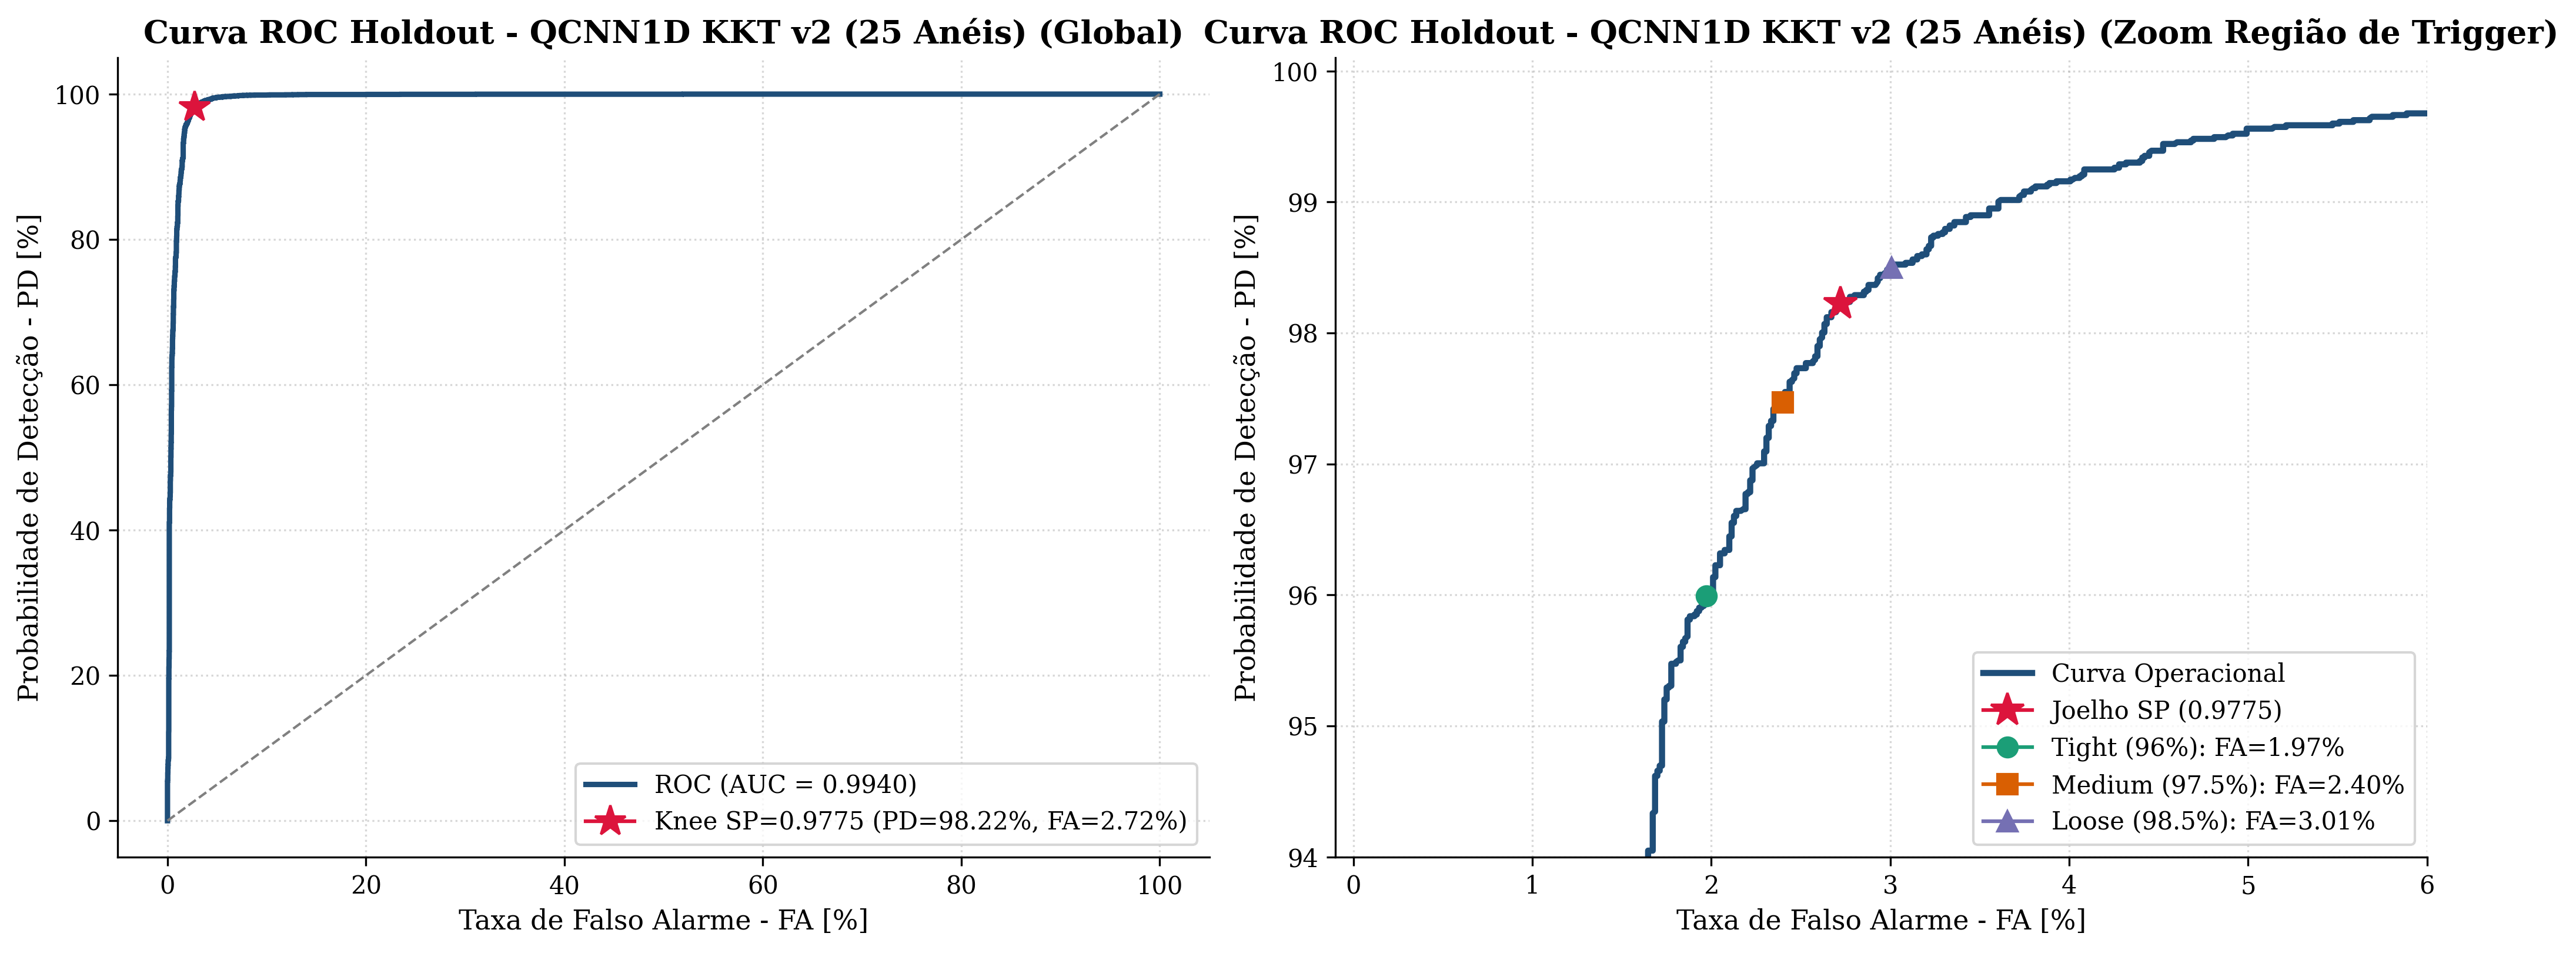 Curva ROC Holdout - QCNN1D KKT v2 (25 Anéis) (Global)
Probabilidade de Detecção - PD [%]
100
80
60
40
20
0
ROC (AUC = 0.9940)
Knee SP=0.9775 (PD=98.22%, FA=2.72%)
0 20 40 60 80 100
Taxa de Falso Alarme - FA [%]
Curva ROC Holdout - QCNN1D KKT v2 (25 Anéis) (Zoom Região de Trigger)
Probabilidade de Detecção - PD [%]
100
99
98
97
96
95
94
Curva Operacional
Joelho SP (0.9775)
Tight (96%): FA=1.97%
Medium (97.5%): FA=2.40%
Loose (98.5%): FA=3.01%
0 1 2 3 4 5 6
Taxa de Falso Alarme - FA [%]